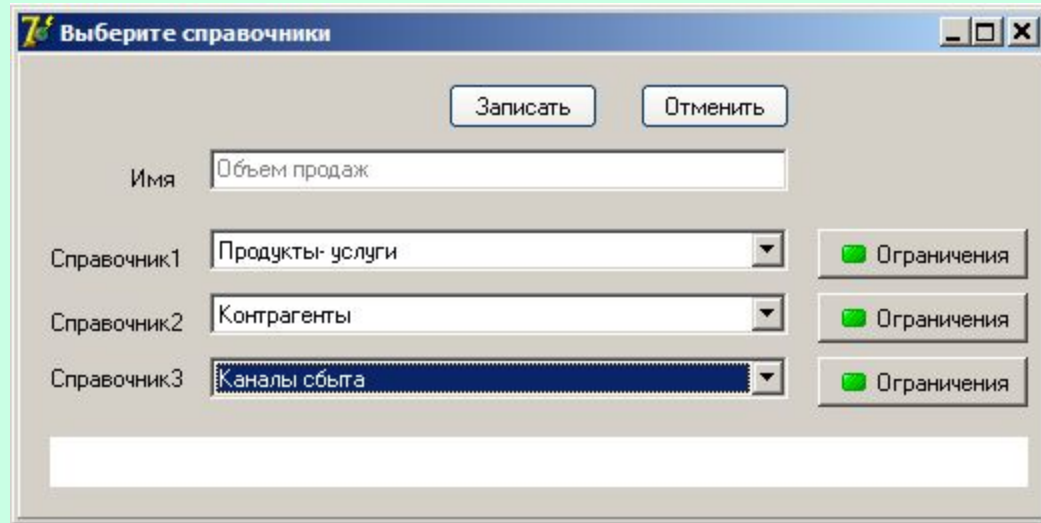 Выберите справочники
Записать Отменить
Имя Объем продаж
Справочник1 Продукты- услуги Ограничения
Справочник2 Контрагенты Ограничения
Справочник3 Каналы сбыта Ограничения